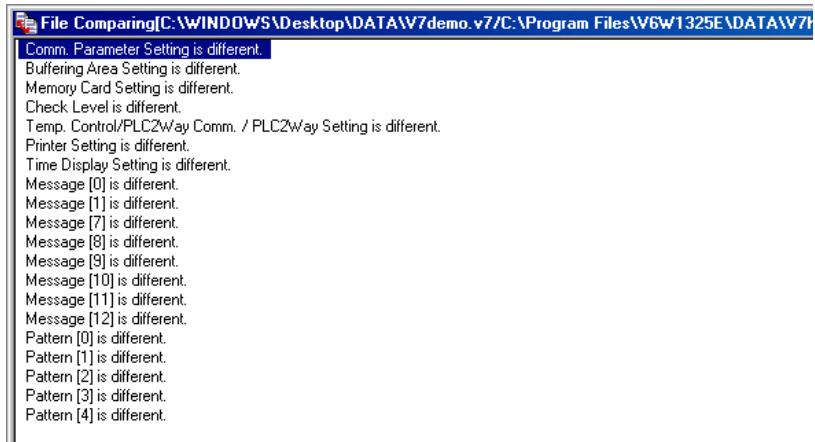 File Comparing[C:\WINDOWS\Desktop\DATA\V7demo.v7/C:\Program Files\V6W1325E\DATA\V7
Comm. Parameter Setting is different.
Buffering Area Setting is different.
Memory Card Setting is different.
Check Level is different.
Temp. Control/PLC2Way Comm. / PLC2Way Setting is different.
Printer Setting is different.
Time Display Setting is different.
Message [0] is different.
Message [1] is different.
Message [7] is different.
Message [8] is different.
Message [9] is different.
Message [10] is different.
Message [11] is different.
Message [12] is different.
Pattern [0] is different.
Pattern [1] is different.
Pattern [2] is different.
Pattern [3] is different.
Pattern [4] is different.